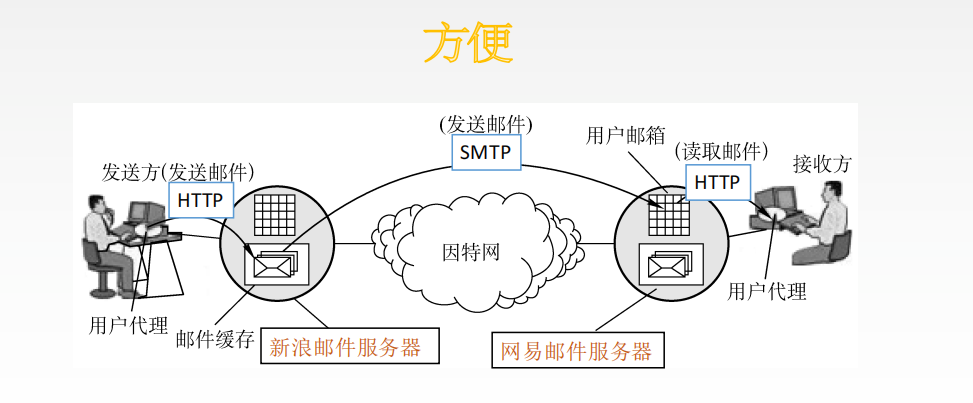 方便
(发送邮件)
SMTP
用户邮箱
(读取邮件)
HTTP
接收方
发送方(发送邮件)
HTTP
因特网
用户代理
用户代理
邮件缓存
新浪邮件服务器
网易邮件服务器